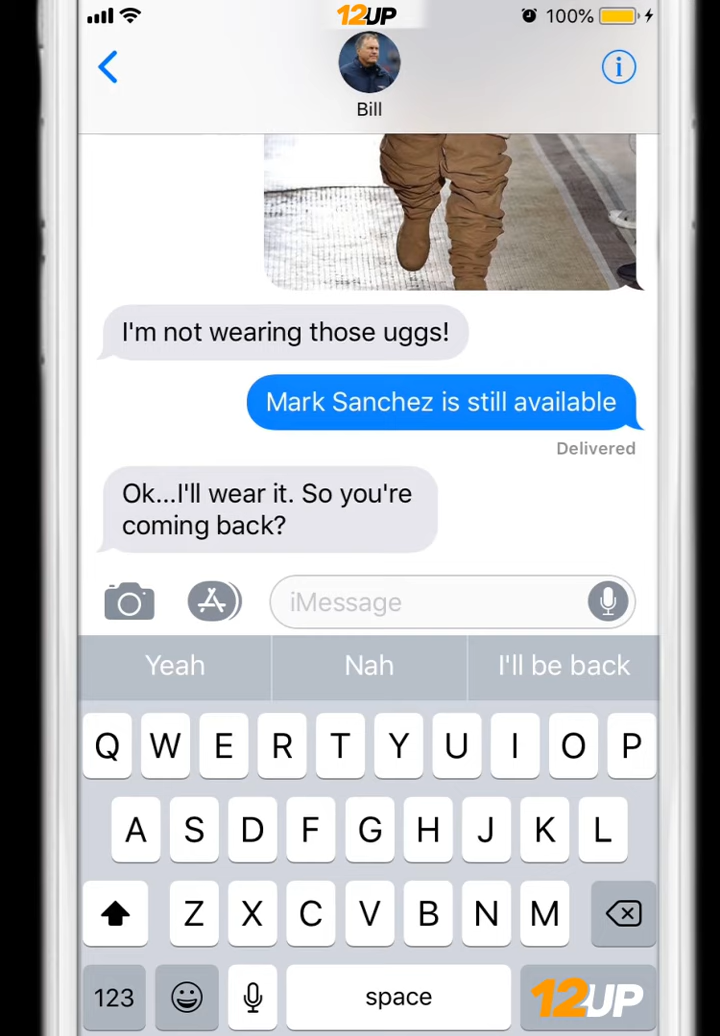 12UP
100%
Bill
I'm not wearing those uggs!
Mark Sanchez is still available
Delivered
Ok...I'll wear it. So you're
coming back?
iMessage
Yeah Nah I'll be back
Q W E R T Y U I O P
A S D F G H J K L
Z X C V B N M
123 space 12UP